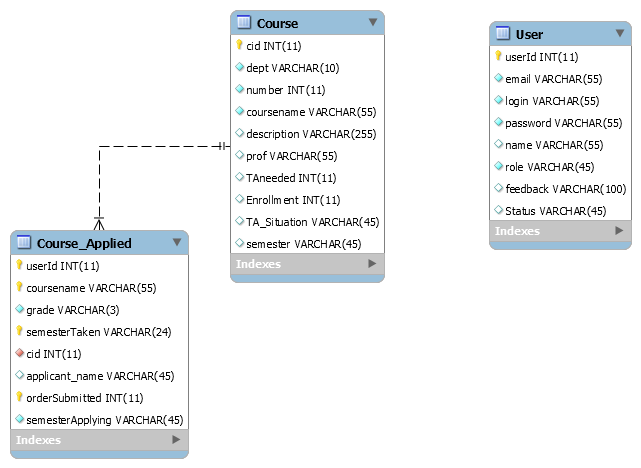 Course
cid INT(11)
dept VARCHAR(10)
number INT(11)
coursename VARCHAR(55)
description VARCHAR(255)
prof VARCHAR(55)
TAneeded INT(11)
Enrollment INT(11)
TA_Situation VARCHAR(45)
semester VARCHAR(45)
Indexes
User
userId INT(11)
email VARCHAR(55)
login VARCHAR(55)
password VARCHAR(55)
name VARCHAR(55)
role VARCHAR(45)
feedback VARCHAR(100)
Status VARCHAR(45)
Indexes
Course_Applied
userId INT(11)
coursename VARCHAR(55)
grade VARCHAR(3)
semesterTaken VARCHAR(24)
cid INT(11)
applicant_name VARCHAR(45)
orderSubmitted INT(11)
semesterApplying VARCHAR(45)
Indexes